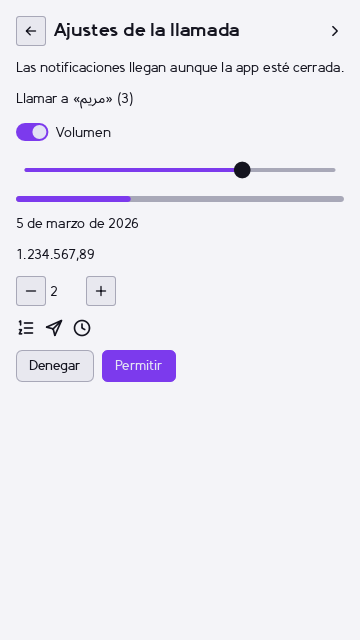 Ajustes de la llamada
Las notificaciones llegan aunque la app esté cerrada.
Llamar a «مريم» (3)
Volumen
5 de marzo de 2026
1.234.567,89
2
Denegar
Permitir